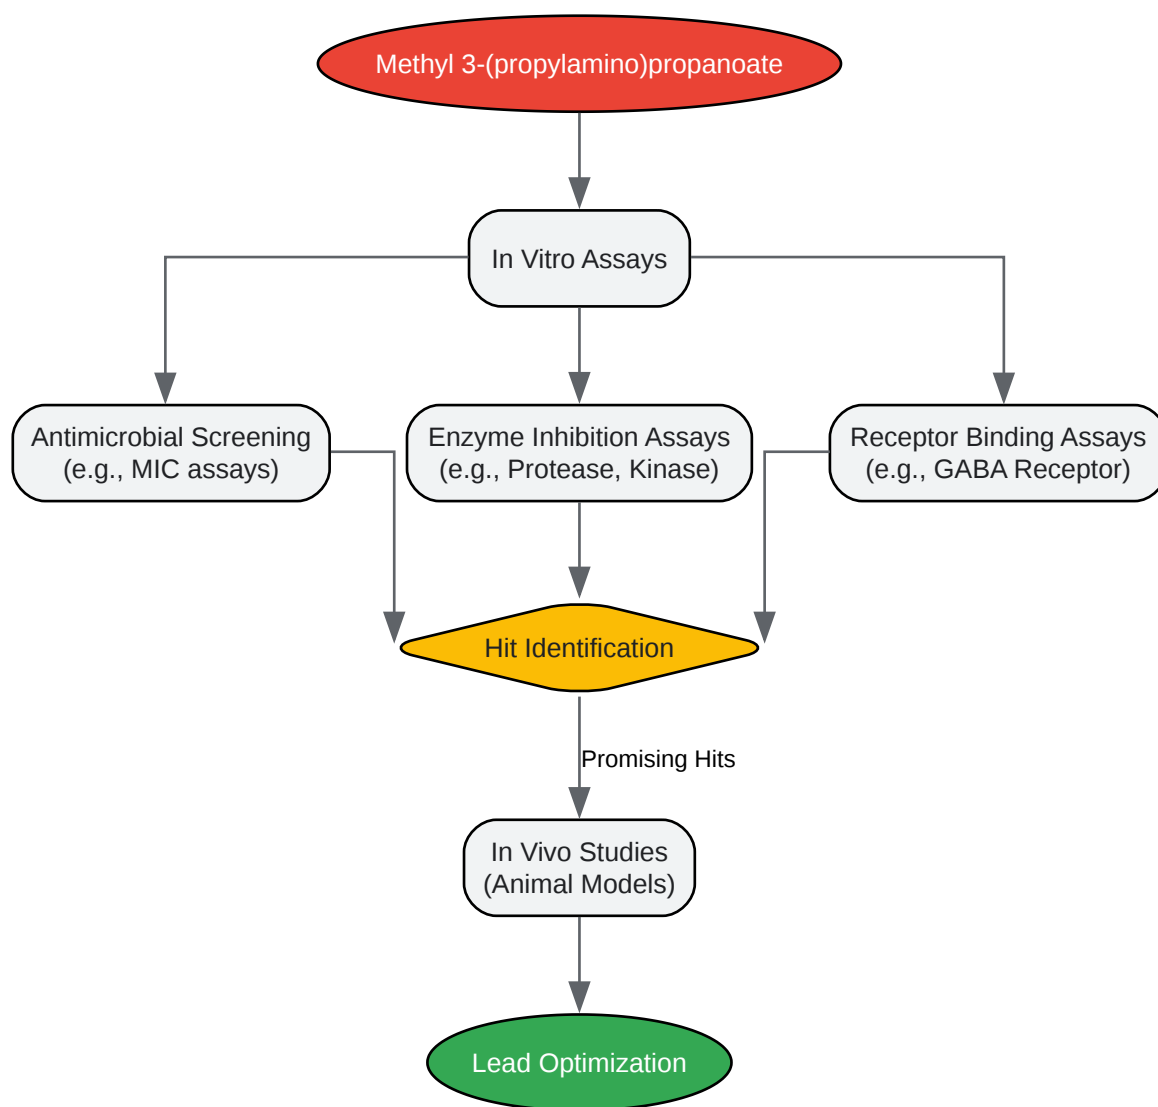 Methyl 3-(propylamino)propanoate
In Vitro Assays
Antimicrobial Screening
(e.g., MIC assays)
Enzyme Inhibition Assays
(e.g., Protease, Kinase)
Receptor Binding Assays
(e.g., GABA Receptor)
Hit Identification
Promising Hits
In Vivo Studies
(Animal Models)
Lead Optimization